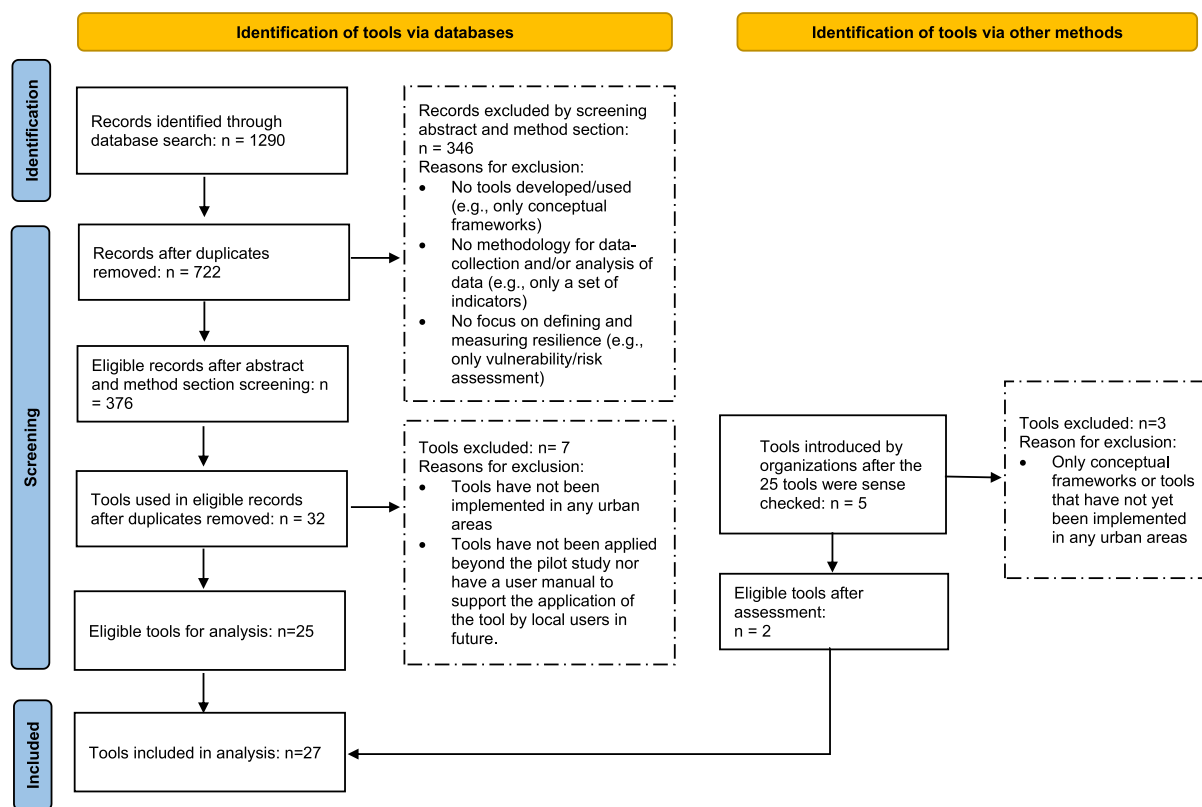 Identification of tools via databases
Identification of tools via other methods
Identification
Records identified through
database search: n = 1290
Records excluded by screening
abstract and method section:
n = 346
Reasons for exclusion:
• No tools developed/used
(e.g., only conceptual
frameworks)
• No methodology for data-
collection and/or analysis of
data (e.g., only a set of
indicators)
• No focus on defining and
measuring resilience (e.g.,
only vulnerability/risk
assessment)
Screening
Records after duplicates
removed: n = 722
Eligible records after abstract
and method section screening: n
= 376
Tools used in eligible records
after duplicates removed: n = 32
Tools excluded: n= 7
Reasons for exclusion:
• Tools have not been
implemented in any urban
areas
• Tools have not been applied
beyond the pilot study nor
have a user manual to
support the application of
the tool by local users in
future.
Eligible tools for analysis: n=25
Tools introduced by
organizations after the
25 tools were sense
checked: n = 5
Tools excluded: n=3
Reason for exclusion:
• Only conceptual
frameworks or tools
that have not yet
been implemented
in any urban areas
Eligible tools after
assessment:
n = 2
Included
Tools included in analysis: n=27